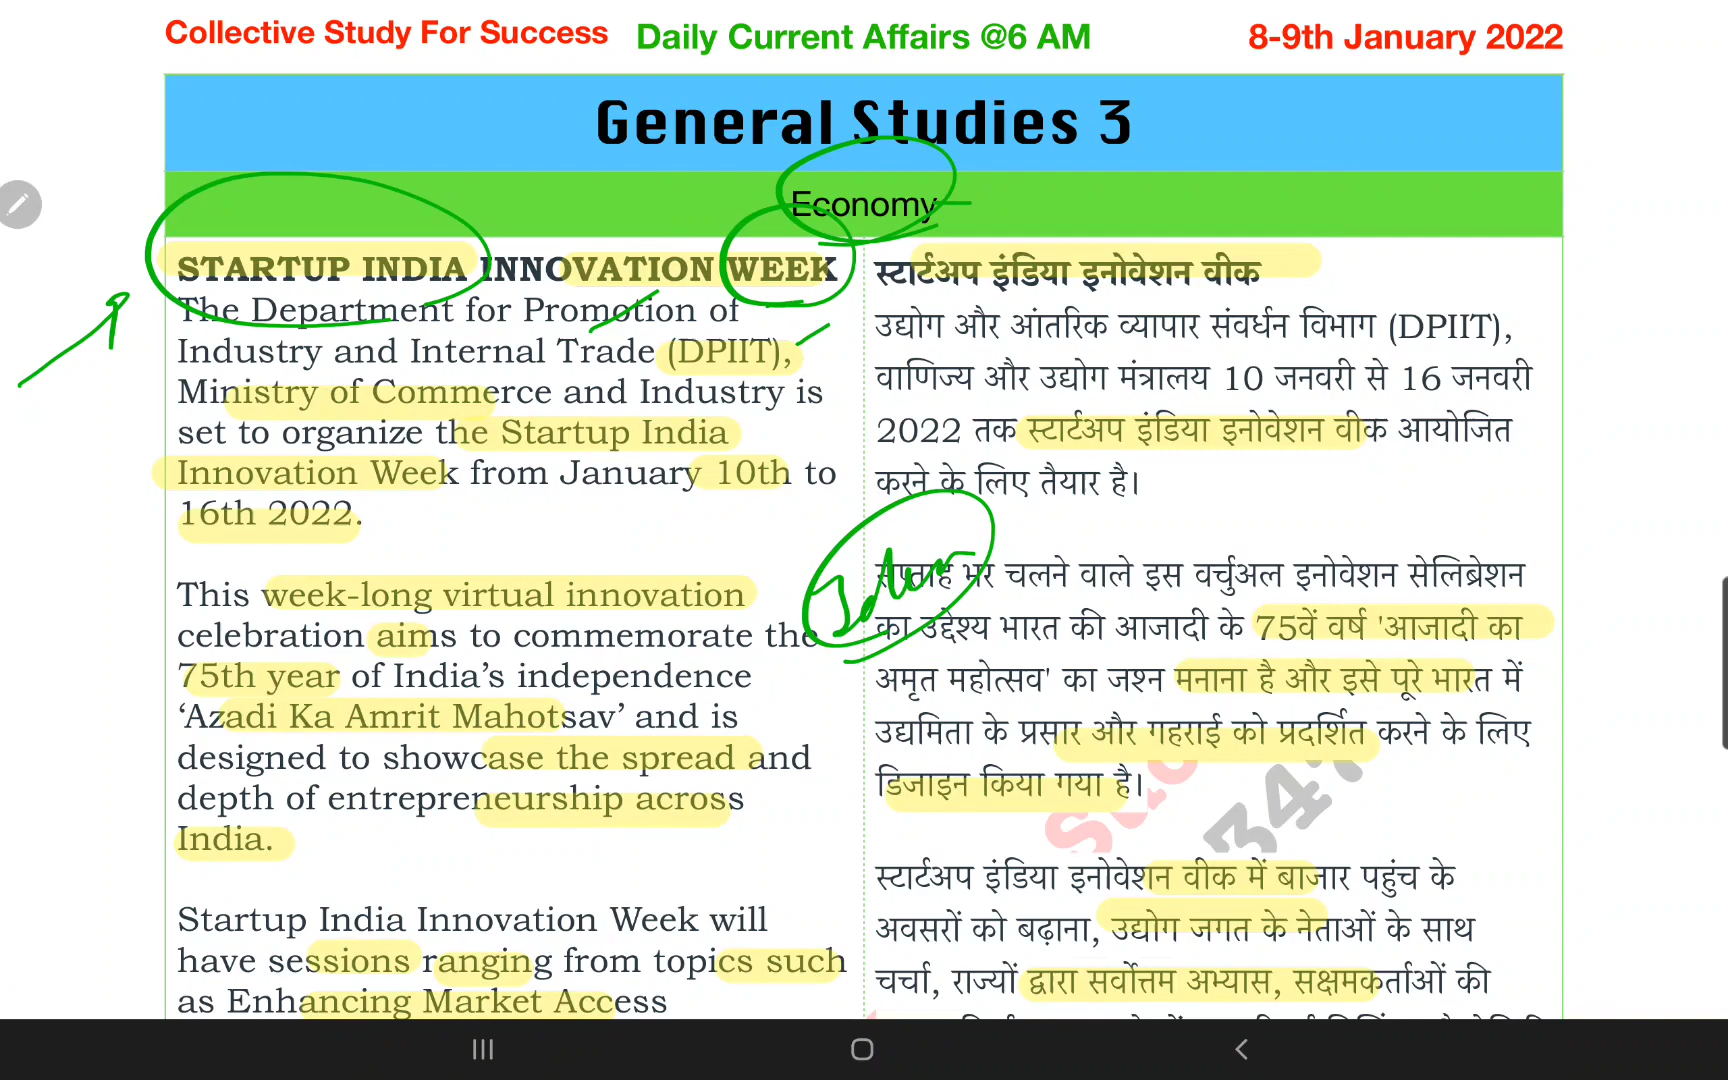 Collective Study For Success Daily Current Affairs @6 AM 8-9th January 2022
General Studies 3
Economy
STARTUP INDIA INNOVATION WEEK
The Department for Promotion of
Industry and Internal Trade (DPIIT),
Ministry of Commerce and Industry is
set to organize the Startup India
Innovation Week from January 10th to
16th 2022.
This week-long virtual innovation
celebration aims to commemorate the
75th year of India’s independence
‘Azadi Ka Amrit Mahotsav’ and is
designed to showcase the spread and
depth of entrepreneurship across
India.
Startup India Innovation Week will
have sessions ranging from topics such
as Enhancing Market Access
स्टार्टअप इंडिया इनोवेशन वीक
उद्योग और आंतरिक व्यापार संवर्धन विभाग (DPIIT),
वाणिज्य और उद्योग मंत्रालय 10 जनवरी से 16 जनवरी
2022 तक स्टार्टअप इंडिया इनोवेशन वीक आयोजित
करने के लिए तैयार है।
सप्ताह भर चलने वाले इस वर्चुअल इनोवेशन सेलिब्रेशन
का उद्देश्य भारत की आजादी के 75वें वर्ष 'आजादी का
अमृत महोत्सव' का जश्न मनाना है और इसे पूरे भारत में
उद्यमिता के प्रसार और गहराई को प्रदर्शित करने के लिए
डिजाइन किया गया है।
स्टार्टअप इंडिया इनोवेशन वीक में बाजार पहुंच के
अवसरों को बढ़ाना, उद्योग जगत के नेताओं के साथ
चर्चा, राज्यों द्वारा सर्वोत्तम अभ्यास, सक्षमकर्ताओं की